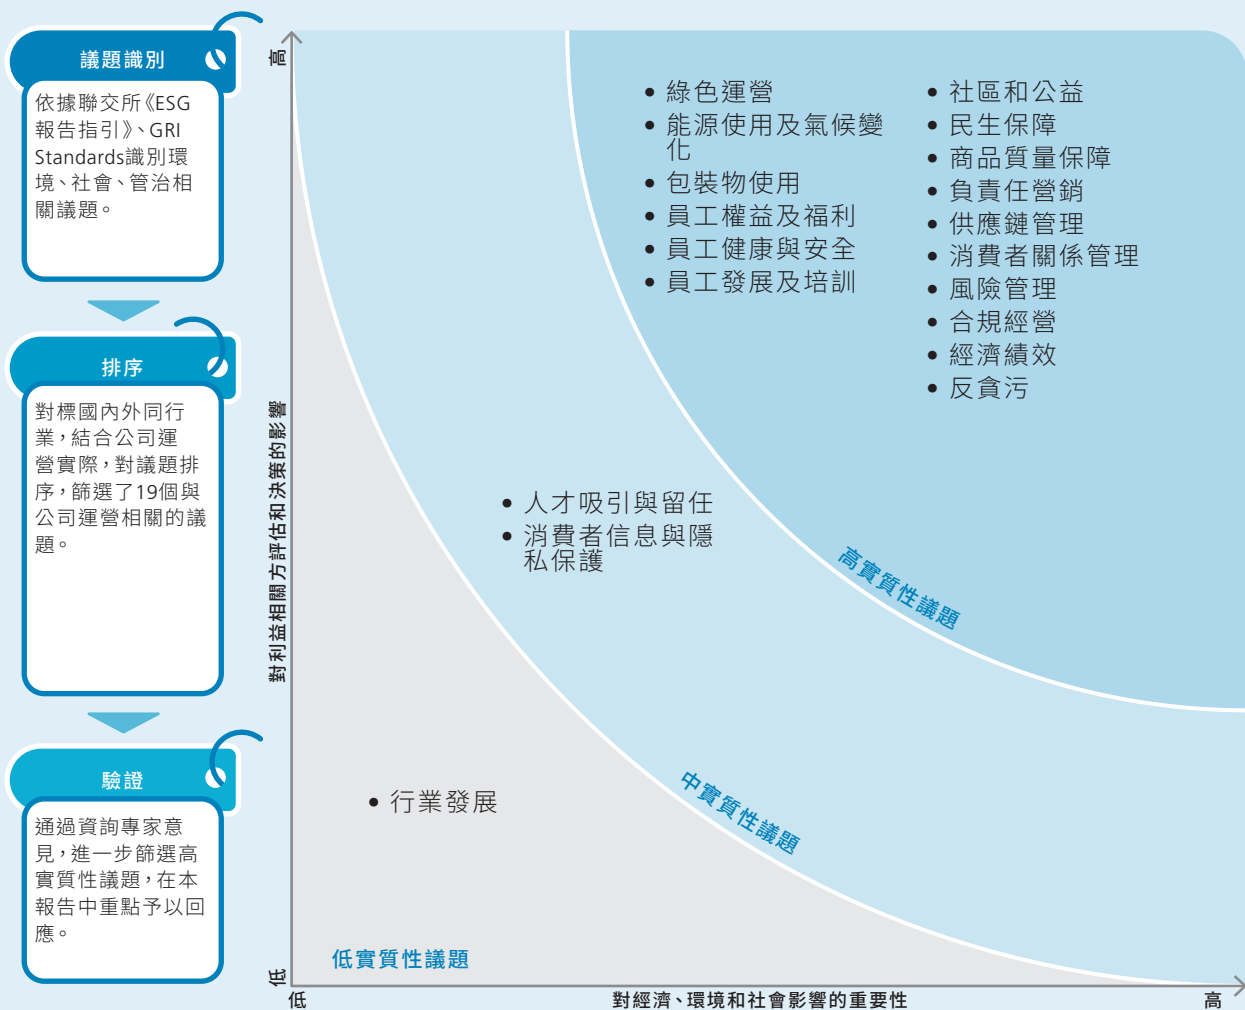 議題識別
依據聯交所《ESG
報告指引》、GRI
Standards識別環
境、社會、管治相
關議題。
排序
對標國內外同行
業，結合公司運
營實際，對議題排
序，篩選了19個與
公司運營相關的議
題。
驗證
通過資詢專家意
見，進一步篩選高
實質性議題，在本
報告中重點予以回
應。
高
對利益相關方評估和決策的影響
低
• 綠色運營
• 能源使用及氣候變
化
• 包裝物使用
• 員工權益及福利
• 員工健康與安全
• 員工發展及培訓
• 社區和公益
• 民生保障
• 商品質量保障
• 負責任營銷
• 供應鏈管理
• 消費者關係管理
• 風險管理
• 合規經營
• 經濟績效
• 反貪污
高實質性議題
• 人才吸引與留任
• 消費者信息與隱
私保護
中實質性議題
• 行業發展
低實質性議題
低
對經濟、環境和社會影響的重要性
高